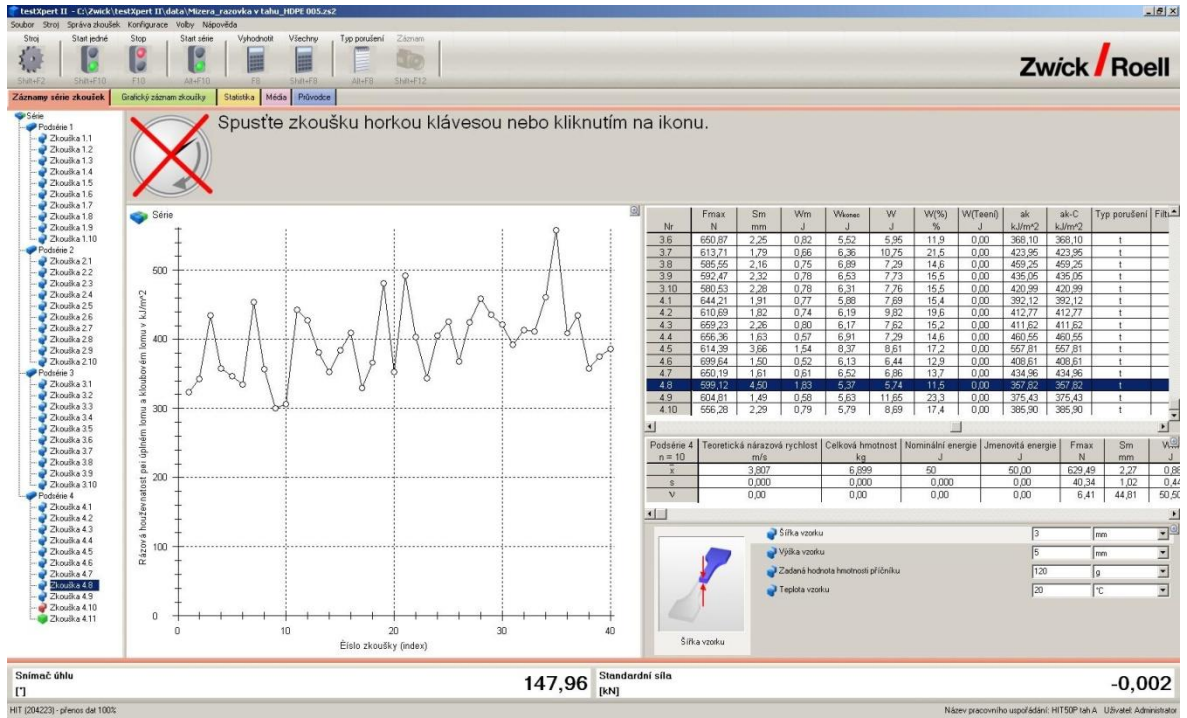 testXpert II - C:\Zwick\testXpert II\data\Mizera_razovka v tahu_HDPE 005.zs2
Soubor Stroj Správa zkoušek Konfigurace Volby Nápověda
Stroj Start jedné Stop Start série Vyhodnotit Všechny Typ porušení Záznam
Shift+F2 Shift+F10 F10 Alt+F10 F8 Shift+F8 Alt+F8 Shift+F12
Zwick / Roell
Záznamy série zkoušek Grafický záznam zkoušky Statistika Média Průvodce
Série
Podsérie 1
Zkouška 1.1
Zkouška 1.2
Zkouška 1.3
Zkouška 1.4
Zkouška 1.5
Zkouška 1.6
Zkouška 1.7
Zkouška 1.8
Zkouška 1.9
Zkouška 1.10
Podsérie 2
Zkouška 2.1
Zkouška 2.2
Zkouška 2.3
Zkouška 2.4
Zkouška 2.5
Zkouška 2.6
Zkouška 2.7
Zkouška 2.8
Zkouška 2.9
Zkouška 2.10
Podsérie 3
Zkouška 3.1
Zkouška 3.2
Zkouška 3.3
Zkouška 3.4
Zkouška 3.5
Zkouška 3.6
Zkouška 3.7
Zkouška 3.8
Zkouška 3.9
Zkouška 3.10
Podsérie 4
Zkouška 4.1
Zkouška 4.2
Zkouška 4.3
Zkouška 4.4
Zkouška 4.5
Zkouška 4.6
Zkouška 4.7
Zkouška 4.8
Zkouška 4.9
Zkouška 4.10
Zkouška 4.11
Spusťte zkoušku horkou klávesou nebo kliknutím na ikonu.
Série
Rázová houževnatost pei úplném lomu a kloubovém lomu v kJ/m^2
500
400
300
200
100
0
0 10 20 30 40
Éíslo zkoušky (index)
Fmax Sm Wm Wkonec W W(%) W(Teení) ak ak-C Typ porušení Filtr
Nr N mm J J J % J kJ/m^2 kJ/m^2
3.6 650,87 2,25 0,82 5,52 5,95 11,9 0,00 368,10 368,10 t
3.7 613,71 1,79 0,66 6,36 10,75 21,5 0,00 423,95 423,95 t
3.8 585,55 2,16 0,75 6,89 7,29 14,6 0,00 459,25 459,25 t
3.9 592,47 2,32 0,78 6,53 7,73 15,5 0,00 435,05 435,05 t
3.10 580,53 2,28 0,78 6,31 7,76 15,5 0,00 420,99 420,99 t
4.1 644,21 1,91 0,77 5,88 7,69 15,4 0,00 392,12 392,12 t
4.2 610,69 1,82 0,74 6,19 9,82 19,6 0,00 412,77 412,77 t
4.3 659,23 2,26 0,80 6,17 7,62 15,2 0,00 411,62 411,62 t
4.4 656,36 1,63 0,57 6,91 7,29 14,6 0,00 460,55 460,55 t
4.5 614,39 3,66 1,54 8,37 8,61 17,2 0,00 557,81 557,81 t
4.6 699,64 1,50 0,52 6,13 6,44 12,9 0,00 408,61 408,61 t
4.7 650,19 1,61 0,61 6,52 6,86 13,7 0,00 434,96 434,96 t
4.8 599,12 4,50 1,83 5,37 5,74 11,5 0,00 357,82 357,82 t
4.9 604,81 1,49 0,58 5,63 11,65 23,3 0,00 375,43 375,43 t
4.10 556,28 2,29 0,79 5,79 8,69 17,4 0,00 385,90 385,90 t
Podsérie 4 Teoretická nárazová rychlost Celková hmotnost Nominální energie Jmenovitá energie Fmax Sm
n = 10 m/s kg J J N mm J
x̅ 3,807 6,899 50 50,00 629,49 2,27 0,86
s 0,000 0,000 0,000 0,00 40,34 1,02 0,44
ν 0,00 0,00 0,00 0,00 6,41 44,81 50,50
Šířka vzorku 3 mm
Výška vzorku 5 mm
Zadaná hodnota hmotnosti příčníku 120 g
Teplota vzorku 20 °C
Šířka vzorku
Snímač úhlu
[°]
147,96
Standardní síla
[kN]
-0,002
HIT (204223) - přenos dat 100% Název pracovního uspořádání: HIT50P tah A Uživatel: Administrator